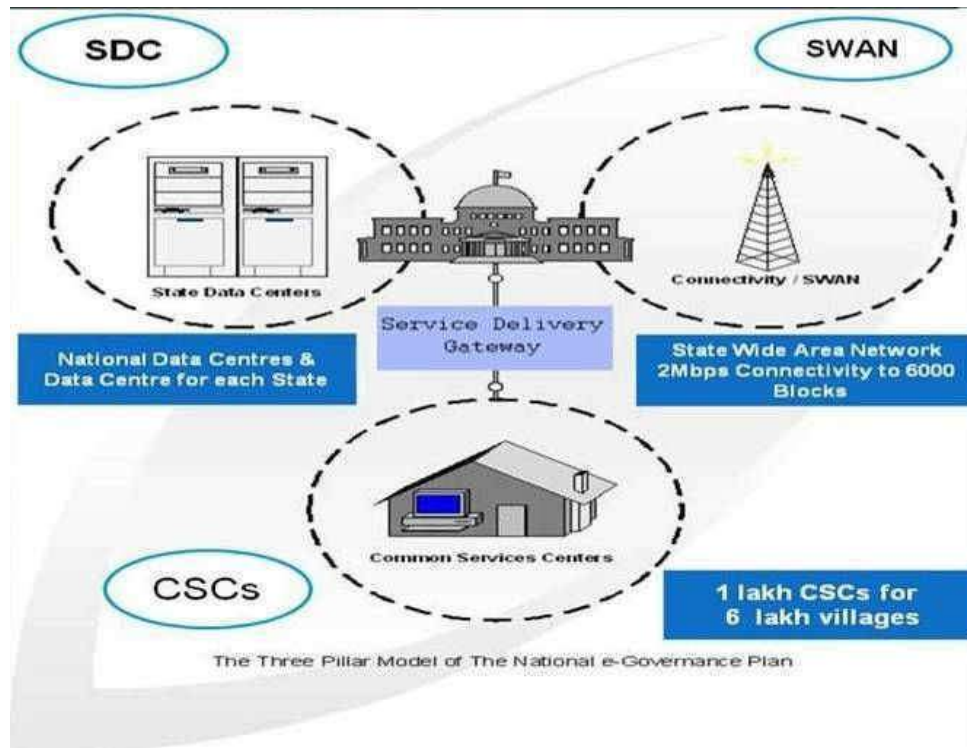 SDC
SWAN
State Data Centers
Connectivity / SWAN
Service Delivery
Gateway
National Data Centres &
Data Centre for each State
State Wide Area Network
2Mbps Connectivity to 6000
Blocks
Common Services Centers
CSCs
1 lakh CSCs for
6 lakh villages
The Three Pillar Model of The National e-Governance Plan